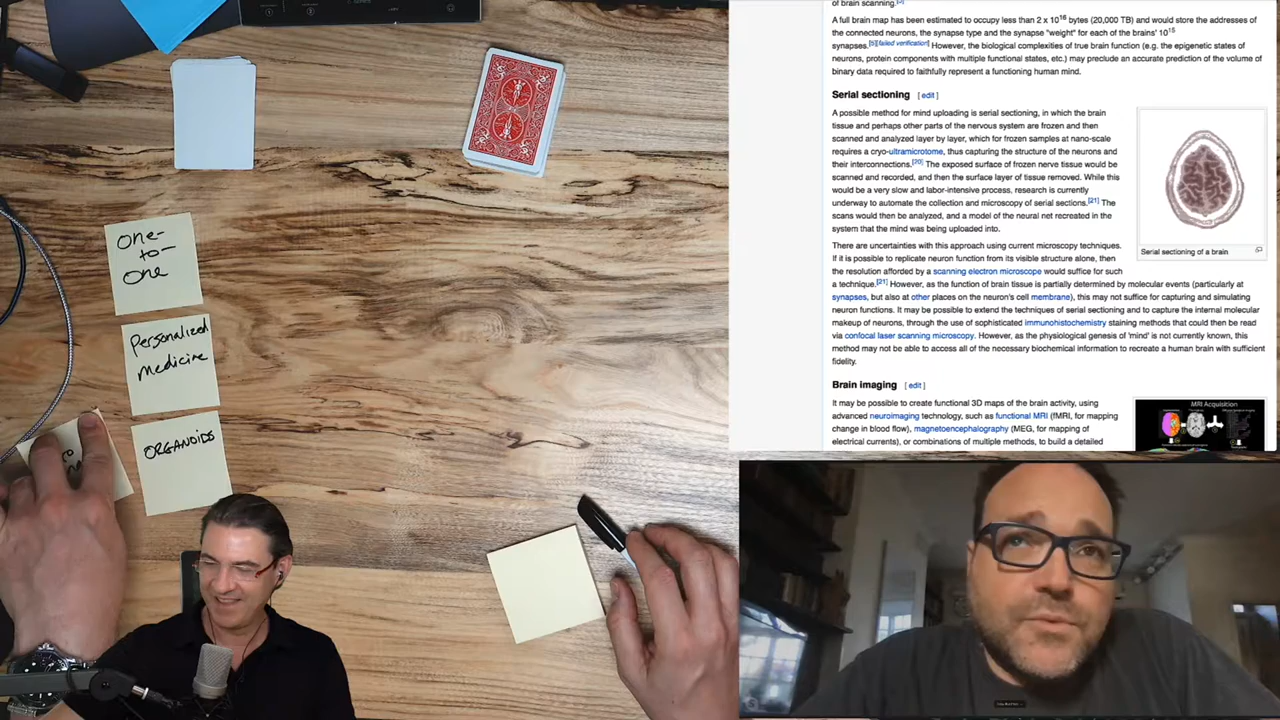 of brain scanning.
A full brain map has been estimated to occupy less than 2 x 10¹⁶ bytes (20,000 TB) and would store the addresses of
the connected neurons, the synapse type and the synapse "weight" for each of the brains' 10¹⁵
synapses.[5][failed verification] However, the biological complexities of true brain function (e.g. the epigenetic states of
neurons, protein components with multiple functional states, etc.) may preclude an accurate prediction of the volume of
binary data required to faithfully represent a functioning human mind.
Serial sectioning [ edit ]
A possible method for mind uploading is serial sectioning, in which the brain
tissue and perhaps other parts of the nervous system are frozen and then
scanned and analyzed layer by layer, which for frozen samples at nano-scale
requires a cryo-ultramicrotome, thus capturing the structure of the neurons and
their interconnections.[20] The exposed surface of frozen nerve tissue would be
scanned and recorded, and then the surface layer of tissue removed. While this
would be a very slow and labor-intensive process, research is currently
underway to automate the collection and microscopy of serial sections.[21] The
scans would then be analyzed, and a model of the neural net recreated in the
system that the mind was being uploaded into.
Serial sectioning of a brain
There are uncertainties with this approach using current microscopy techniques.
If it is possible to replicate neuron function from its visible structure alone, then
the resolution afforded by a scanning electron microscope would suffice for such
a technique.[21] However, as the function of brain tissue is partially determined by molecular events (particularly at
synapses, but also at other places on the neuron's cell membrane), this may not suffice for capturing and simulating
neuron functions. It may be possible to extend the techniques of serial sectioning and to capture the internal molecular
makeup of neurons, through the use of sophisticated immunohistochemistry staining methods that could then be read
via confocal laser scanning microscopy. However, as the physiological genesis of 'mind' is not currently known, this
method may not be able to access all of the necessary biochemical information to recreate a human brain with sufficient
fidelity.
Brain imaging [ edit ]
It may be possible to create functional 3D maps of the brain activity, using
advanced neuroimaging technology, such as functional MRI (fMRI, for mapping
change in blood flow), magnetoencephalography (MEG, for mapping of
electrical currents), or combinations of multiple methods, to build a detailed
MRI Acquisition
One-
to-
one
Personalized
medicine
ORGANOIDS